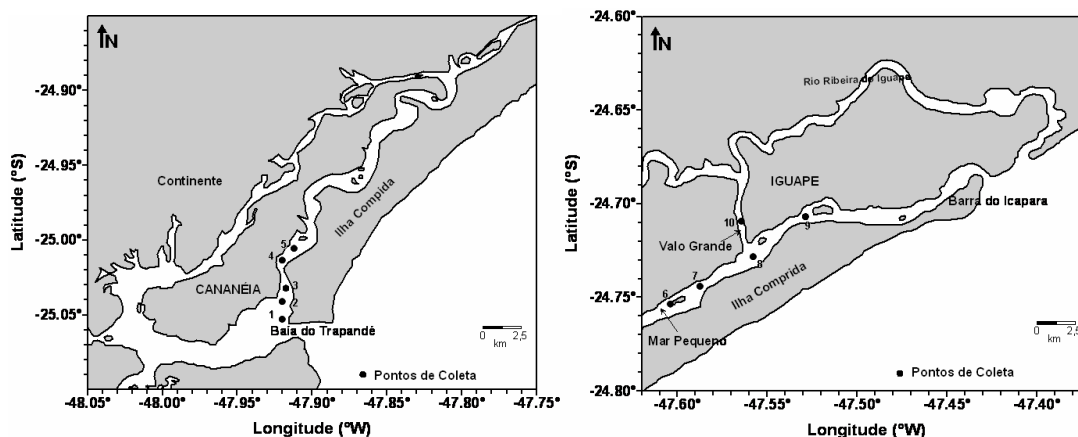 N
Latitude (°S)
-24.90°
-24.95°
-25.00°
-25.05°
Continente
Ilha Compida
CANANÉIA
5
4
3
2
1
Baia do Trapandé
0 2,5
km
Pontos de Coleta
-48.05 -48.00° -47.95° -47.90° -47.85° -47.80° -47.75°
Longitude (°W)
N
Latitude (°S)
-24.60°
-24.65°
-24.70°
-24.75°
-24.80°
Rio Ribeira de Iguape
IGUAPE
Barra do Icapara
10
9
Valo Grande
8
7
6
Ilha Comprida
Mar Pequeno
0 2,5
km
Pontos de Coleta
-47.60° -47.55° -47.50° -47.45° -47.40°
Longitude (°W)